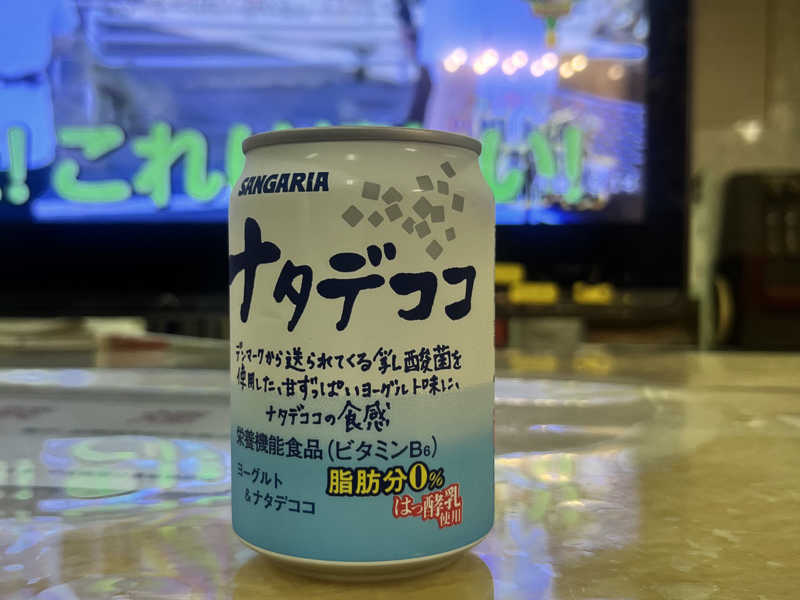 ！これ
い！
SANGARIA
ナタデココ
デンマークから送られてくる乳酸菌を
使用した、甘ずっぱいヨーグルト味に、
ナタデココの食感
栄養機能食品(ビタミンB6)
ヨーグルト
&ナタデココ
脂肪分0%
はっ酵乳
使用